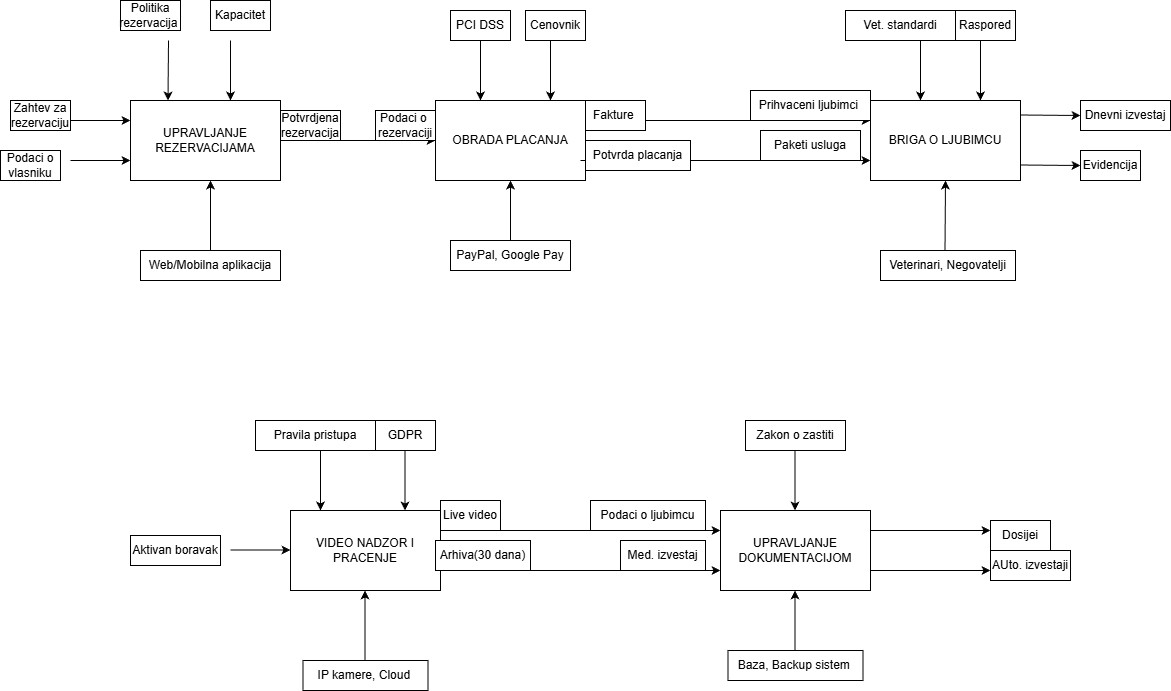 Politika
rezervacija
Kapacitet
PCI DSS
Cenovnik
Vet. standardi
Raspored
Zahtev za
rezervaciju
Podaci o
vlasniku
UPRAVLJANJE
REZERVACIJAMA
Potvrdjena
rezervacija
Podaci o
rezervaciji
OBRADA PLACANJA
Fakture
Potvrda placanja
Prihvaceni ljubimci
Paketi usluga
BRIGA O LJUBIMCU
Dnevni izvestaj
Evidencija
Web/Mobilna aplikacija
PayPal, Google Pay
Veterinari, Negovatelji
Pravila pristupa
GDPR
Zakon o zastiti
Aktivan boravak
VIDEO NADZOR I
PRACENJE
Live video
Arhiva(30 dana)
Podaci o ljubimcu
Med. izvestaj
UPRAVLJANJE
DOKUMENTACIJOM
Dosijei
AUto. izvestaji
IP kamere, Cloud
Baza, Backup sistem